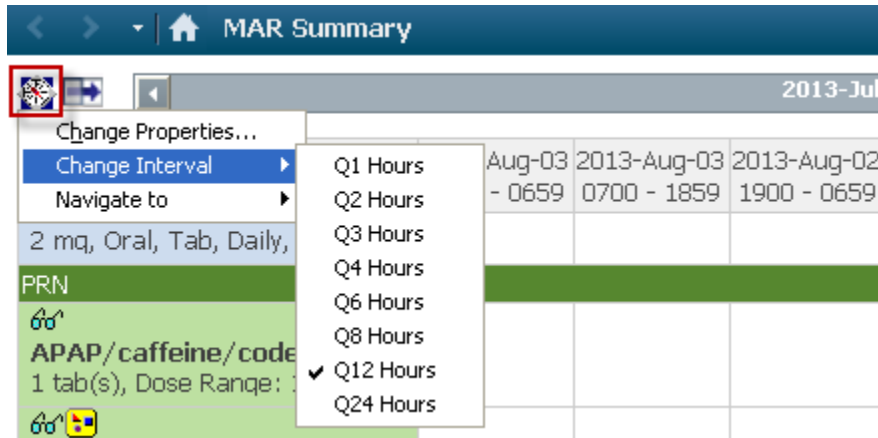 MAR Summary
2013-Jul
Change Properties...
Change Interval
Navigate to
Q1 Hours
Q2 Hours
Q3 Hours
Q4 Hours
Q6 Hours
Q8 Hours
Q12 Hours
Q24 Hours
Aug-03 2013-Aug-03 2013-Aug-02
- 0659 0700 - 1859 1900 - 0659
2 mg, Oral, Tab, Daily,
PRN
APAP/caffeine/code
1 tab(s), Dose Range: